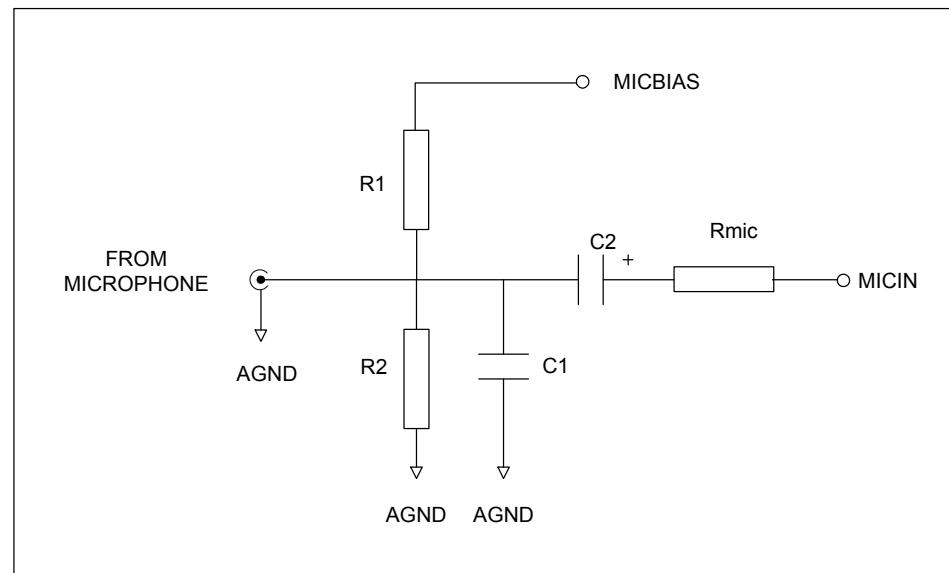 MICBIAS
R1
C2
+
Rmic
FROM
MICROPHONE
MICIN
AGND
R2
C1
AGND
AGND